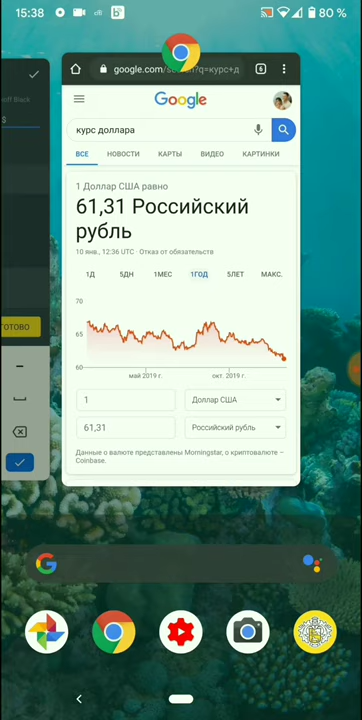 15:38
80 %
google.com/search?q=курс+д
6
Google
курс доллара
ВСЕ
НОВОСТИ
КАРТЫ
ВИДЕО
КАРТИНКИ
1 Доллар США равно
61,31 Российский
рубль
10 янв., 12:36 UTC · Отказ от обязательств
1Д
5ДН
1МЕС
1ГОД
5ЛЕТ
МАКС.
70
65
60
май 2019 г.
окт. 2019 г.
1
Доллар США
61,31
Российский рубль
Данные о валюте представлены Morningstar, о криптовалюте –
Coinbase.
off Black
$
ГОТОВО